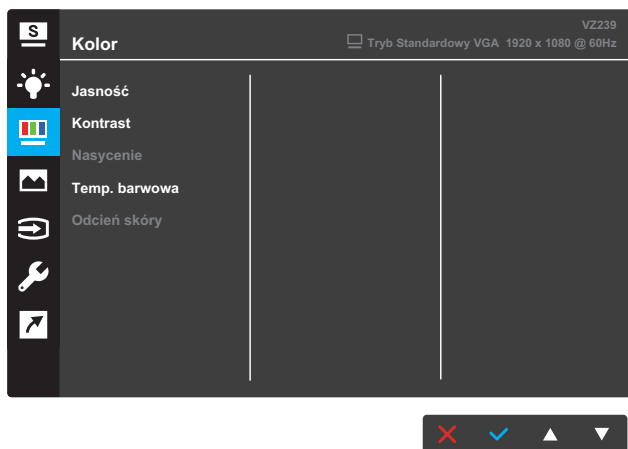 S
VZ239
Kolor
Tryb Standardowy VGA 1920 x 1080 @ 60Hz
Jasność
Kontrast
Nasycenie
Temp. barwowa
Odcień skóry